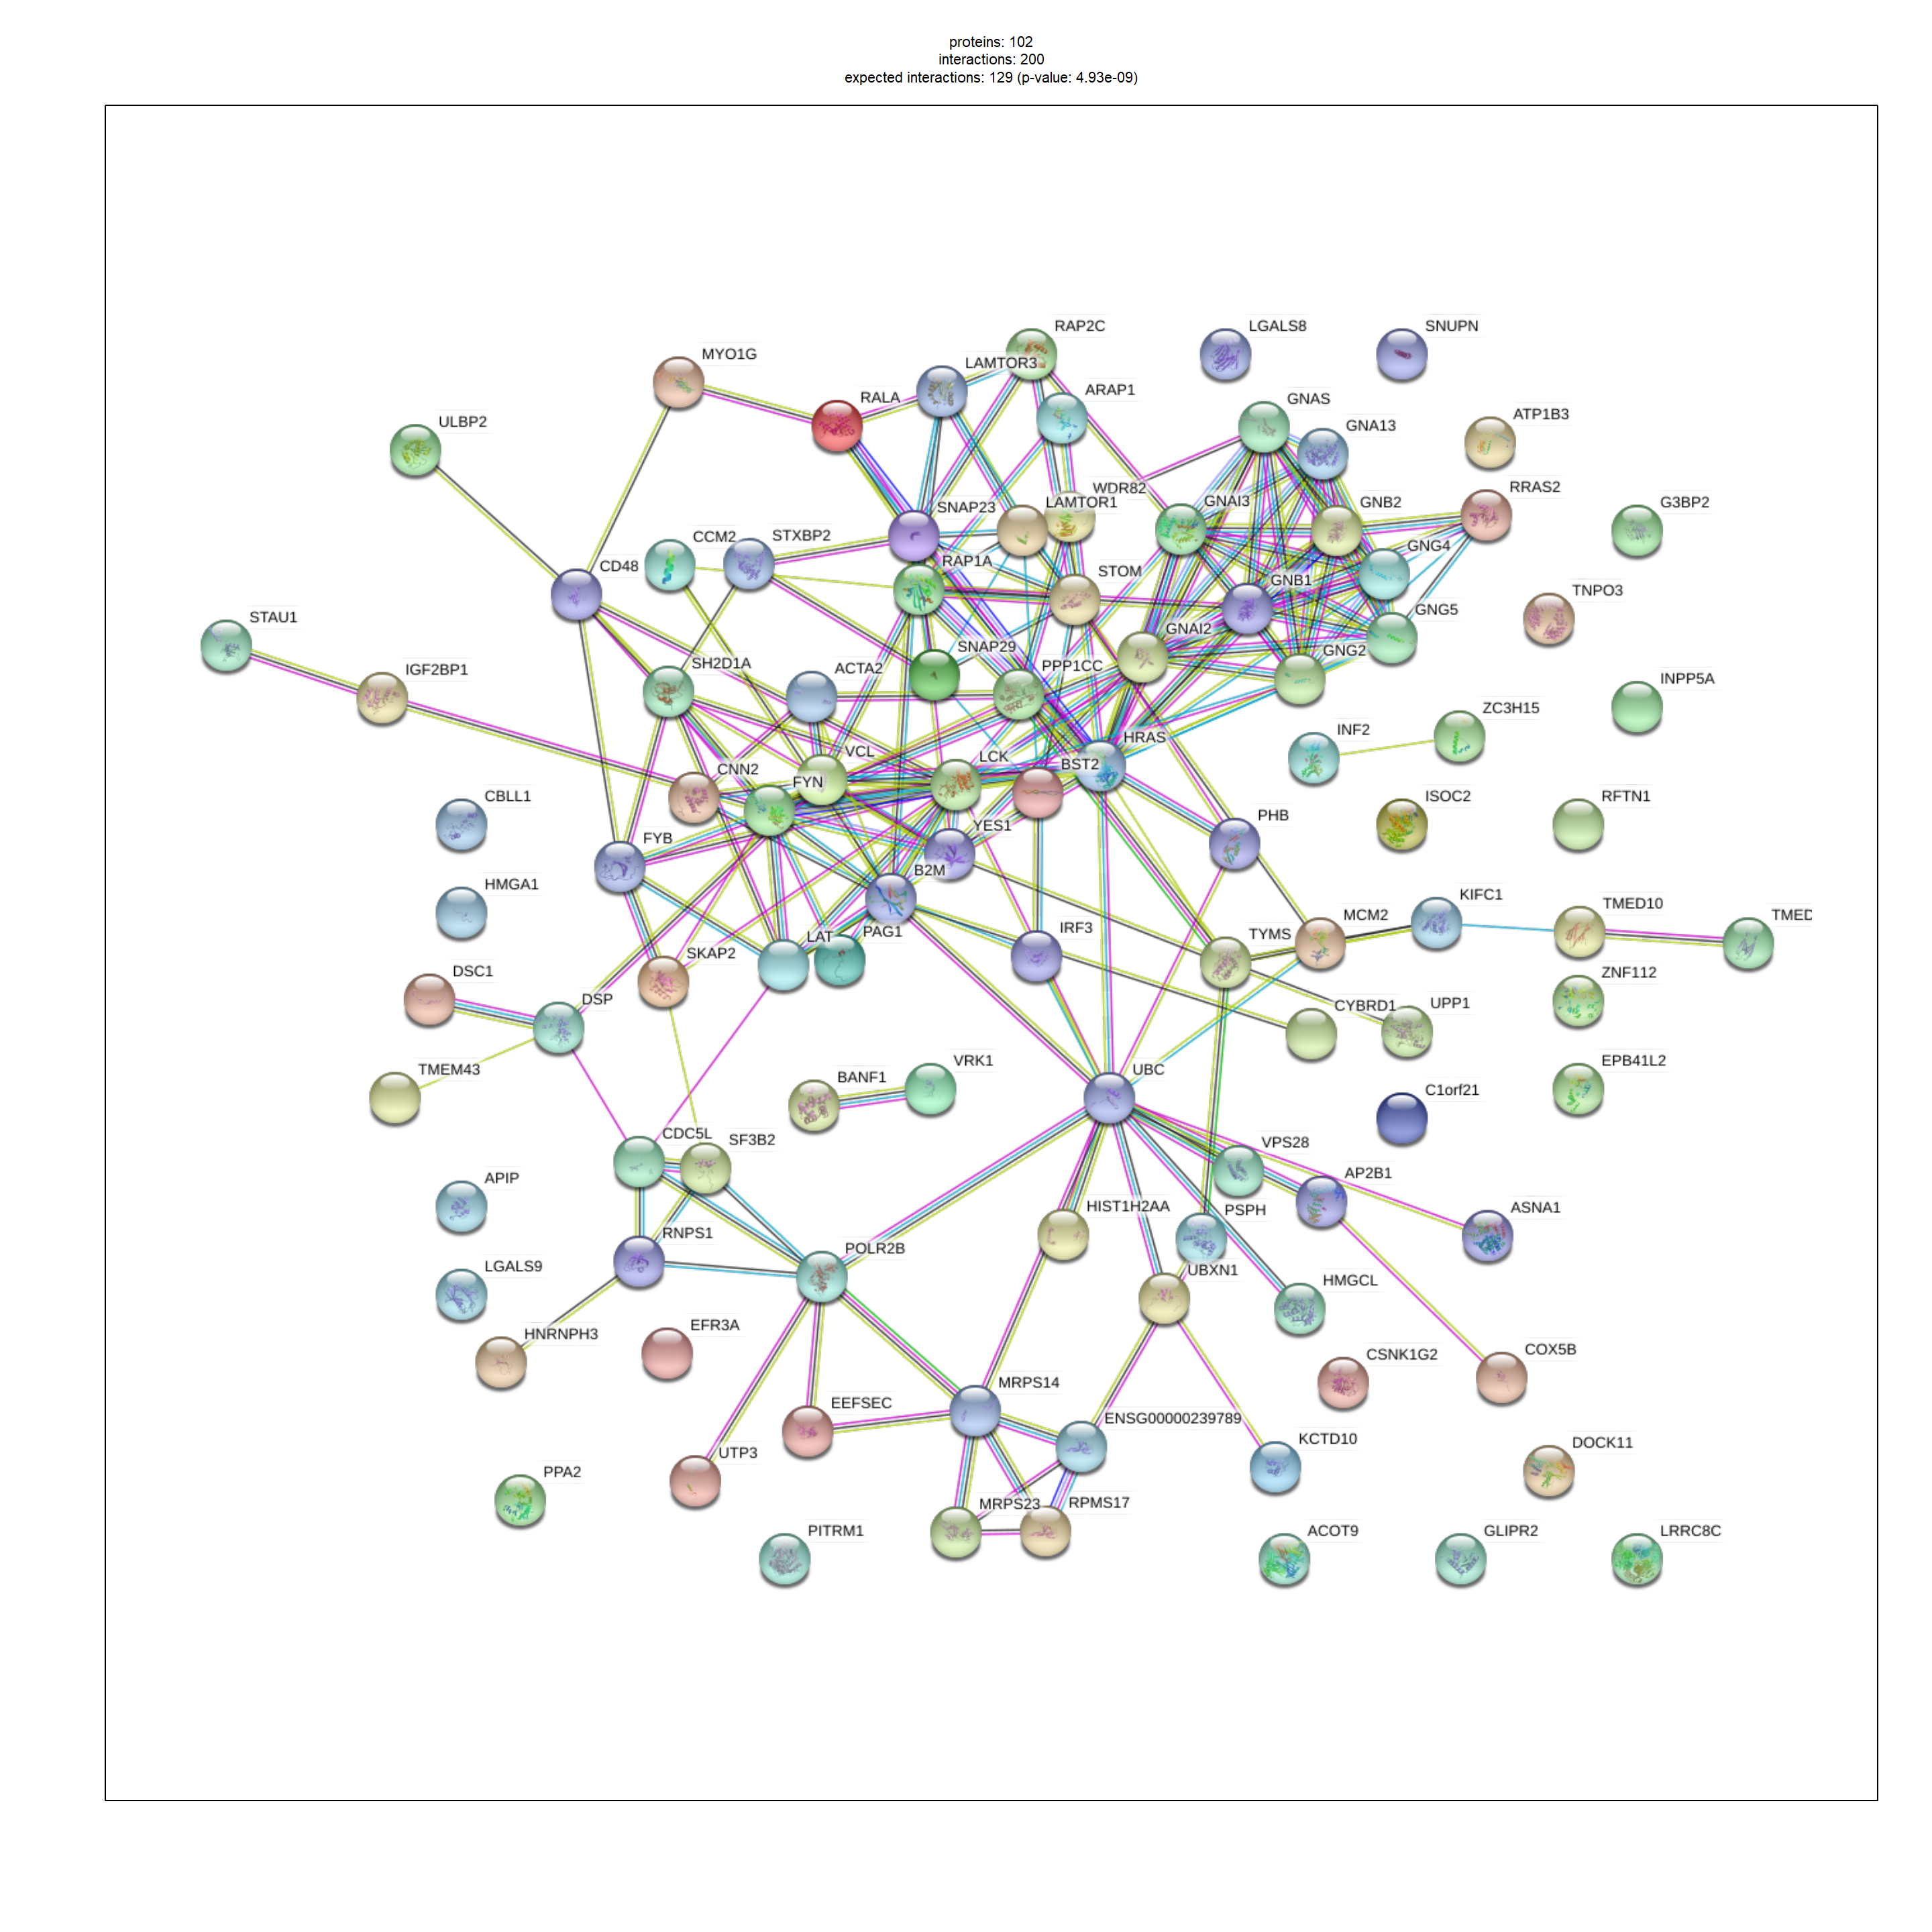 proteins: 102
interactions: 200
expected interactions: 129 (p-value: 4.93e-09)
RAP2C
LGALS8
SNUPN
MYO1G
LAMTOR3
ARAP1
RALA
GNAS
ATP1B3
ULBP2
GNA13
RRAS2
WDR82
GNAI3
GNB2
G3BP2
SNAP23
LAMTOR1
CCM2
STXBP2
GNG4
CD48
RAP1A
STOM
GNB1
TNPO3
STAU1
GNG5
GNAI2
SNAP29
GNG2
IGF2BP1
SH2D1A
ACTA2
PPP1CC
INPP5A
ZC3H15
HRAS
INF2
VCL
LCK
BST2
CNN2
FYN
CBLL1
ISOC2
RFTN1
PHB
YES1
FYB
B2M
HMGA1
KIFC1
TMED10
TMED
MCM2
IRF3
TYMS
LAT
PAG1
SKAP2
DSC1
ZNF112
DSP
CYBRD1
UPP1
TMEM43
UBC
EPB41L2
VRK1
BANF1
C1orf21
CDC5L
SF3B2
VPS28
APIP
AP2B1
ASNA1
HIST1H2AA
PSPH
RNPS1
POLR2B
LGALS9
UBXN1
HMGCL
HNRNPH3
EFR3A
CSNK1G2
COX5B
MRPS14
EEFSEC
ENSG00000239789
KCTD10
DOCK11
UTP3
PPA2
MRPS23
RPMS17
PITRM1
ACOT9
GLIPR2
LRRC8C